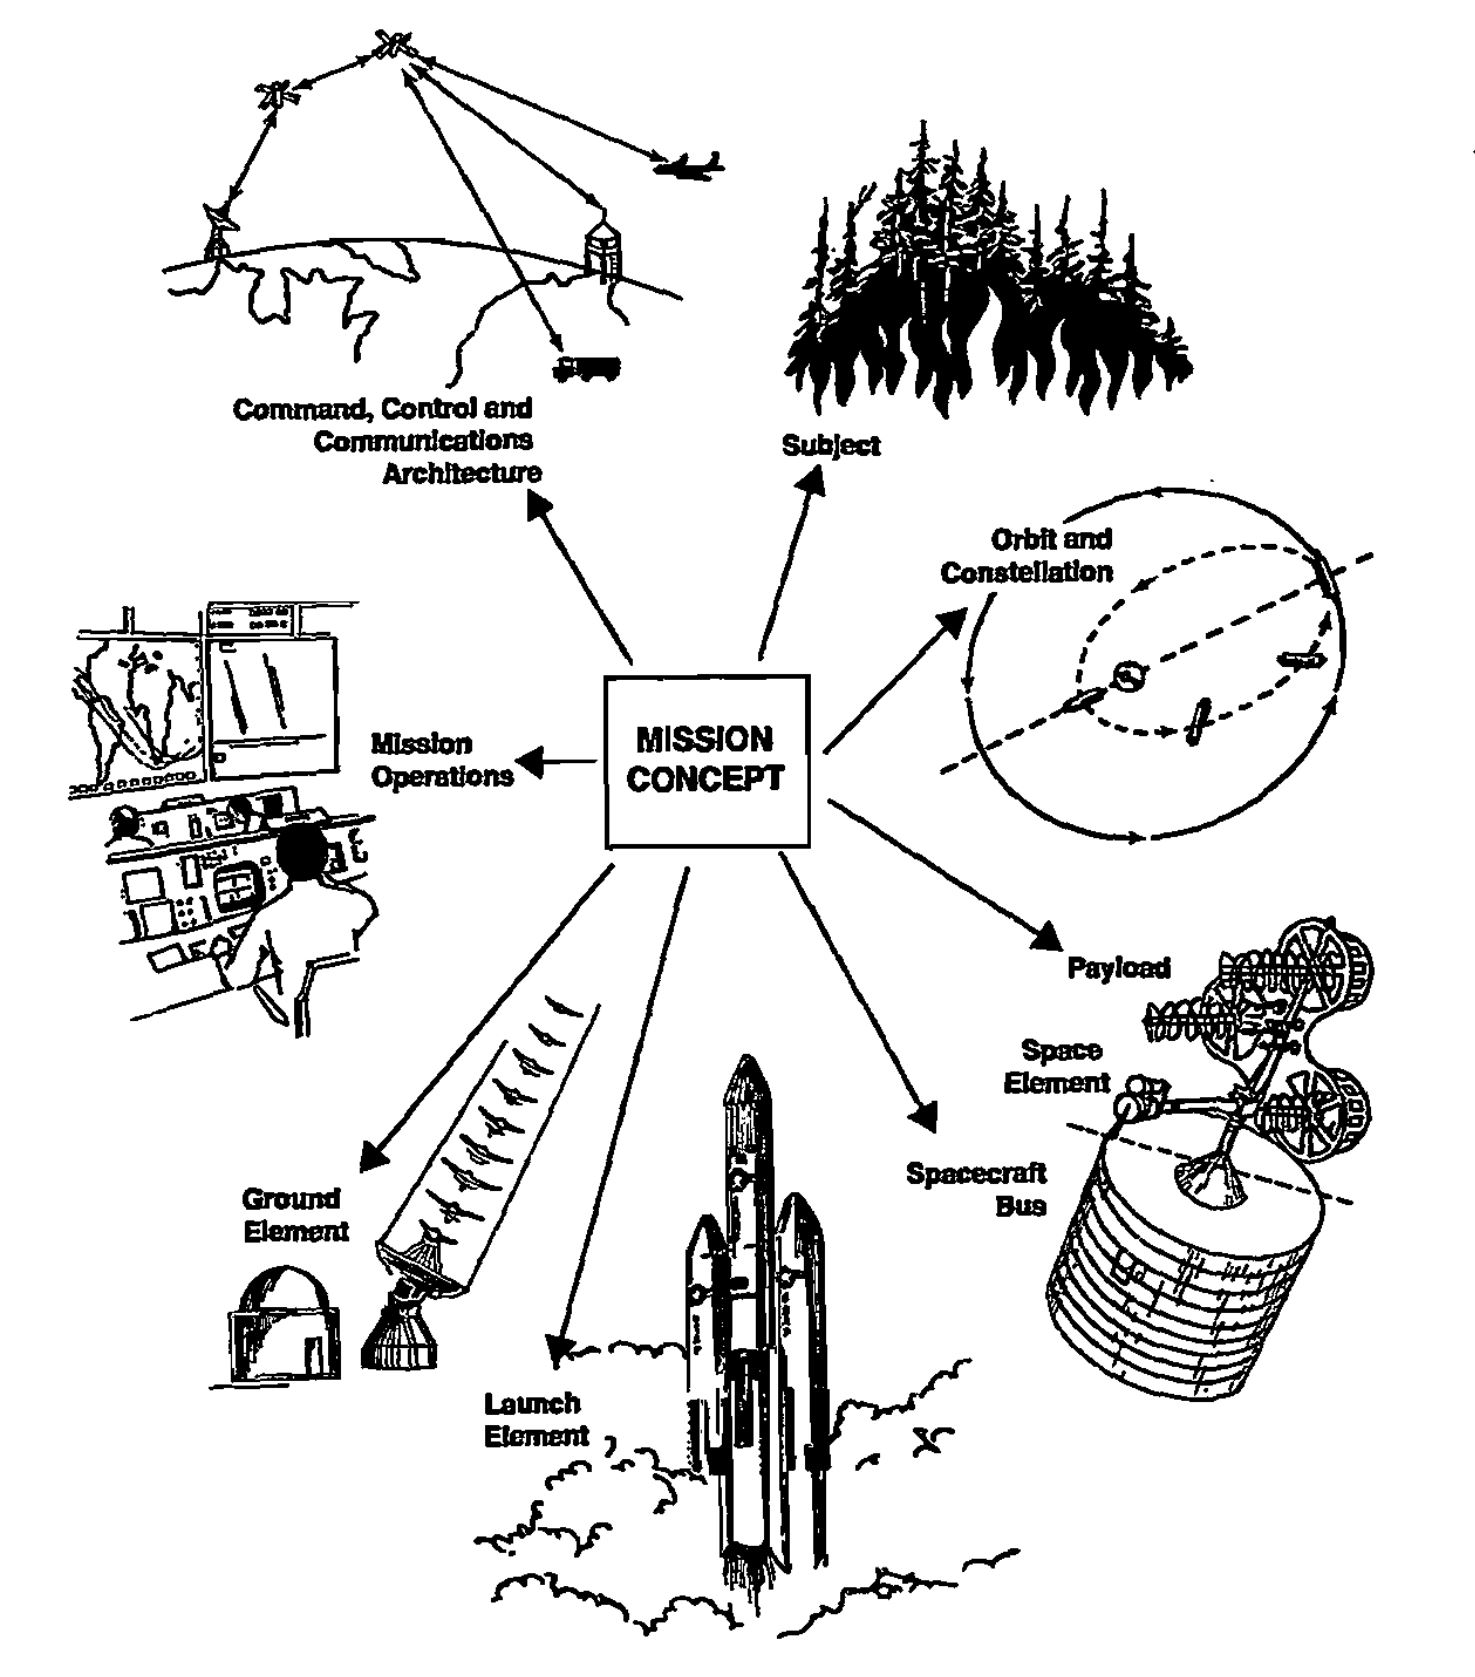 Command, Control and
Communications
Architecture
Subject
Orbit and
Constellation
Mission
Operations
MISSION
CONCEPT
Payload
Space
Element
Spacecraft
Bus
Ground
Element
Launch
Element